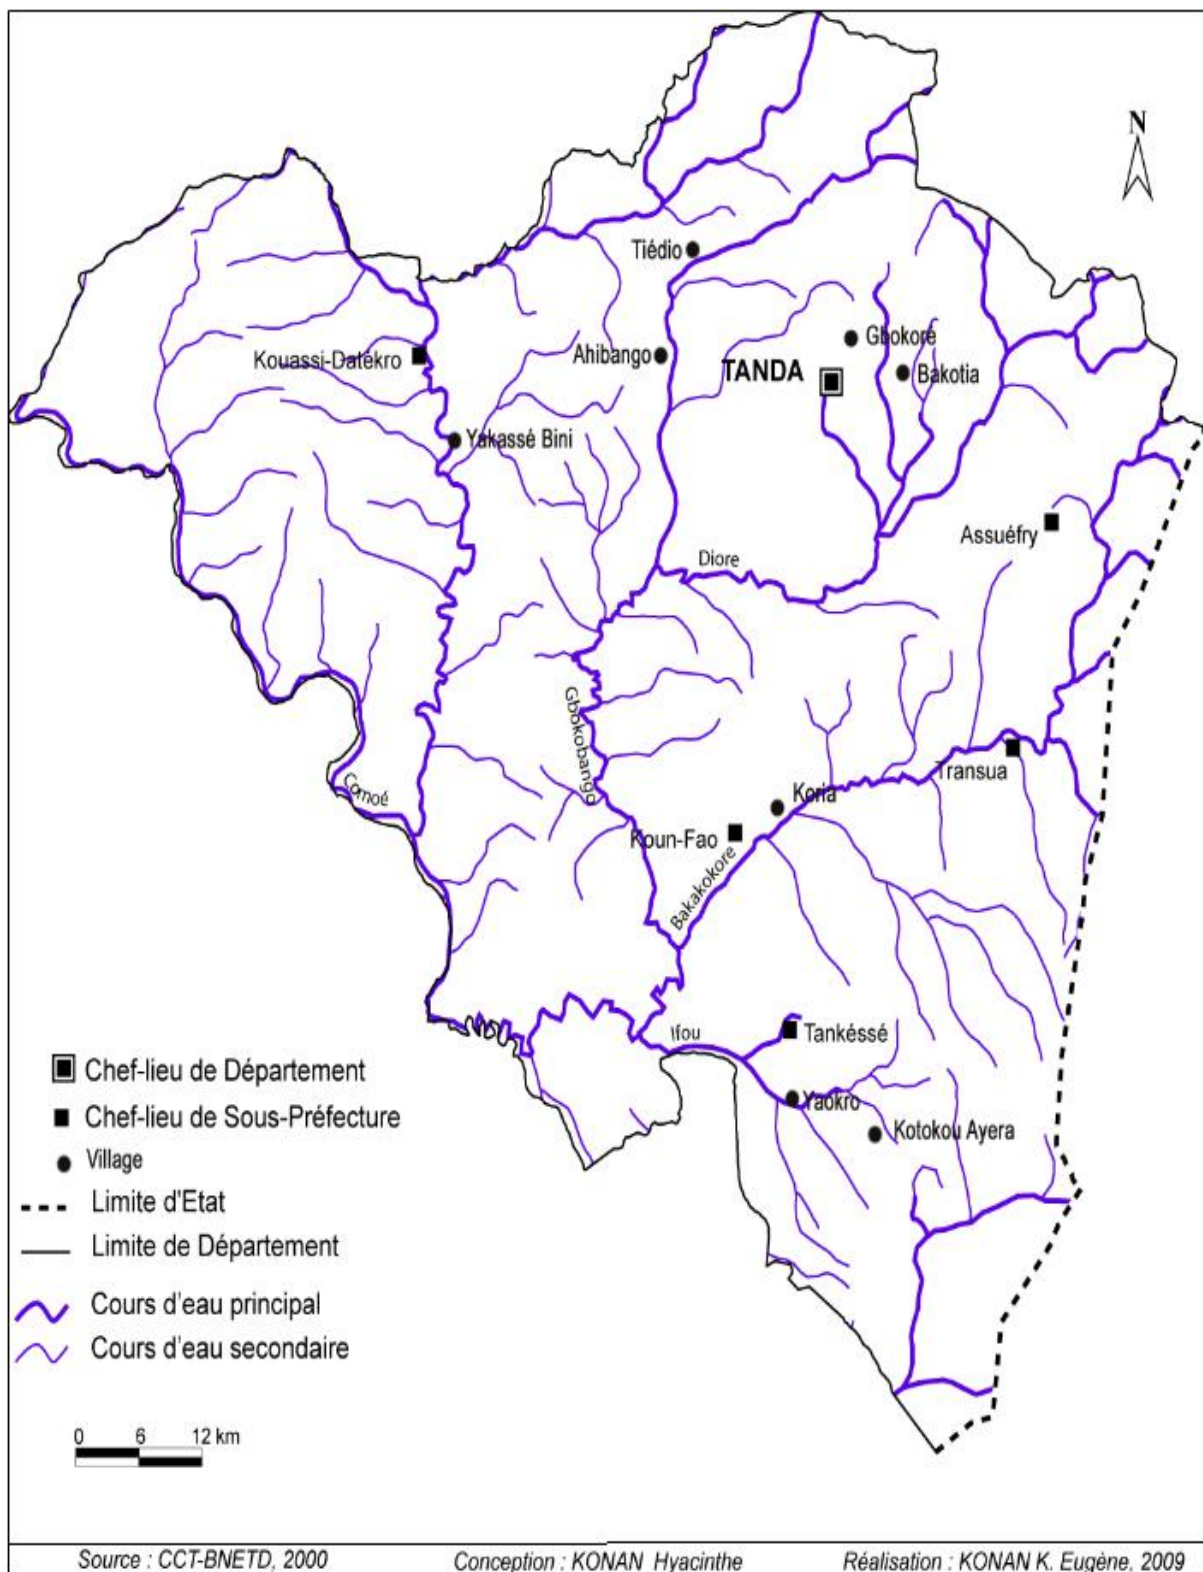 N
Tiédio
Gbokoré
Kouassi-Datékro
Ahibango
TANDA
Bakotia
Yakassé Bini
Assuéfry
Diore
Gbokobango
Transua
Comoé
Koria
Koun-Fao
Bakakokore
Ifou
Tankéssé
Yaokro
Kotokou Ayera
Chef-lieu de Département
Chef-lieu de Sous-Préfecture
Village
Limite d'Etat
Limite de Département
Cours d'eau principal
Cours d'eau secondaire
0 6 12 km
Source : CCT-BNETD, 2000 Conception : KONAN Hyacinthe Réalisation : KONAN K. Eugène, 2009